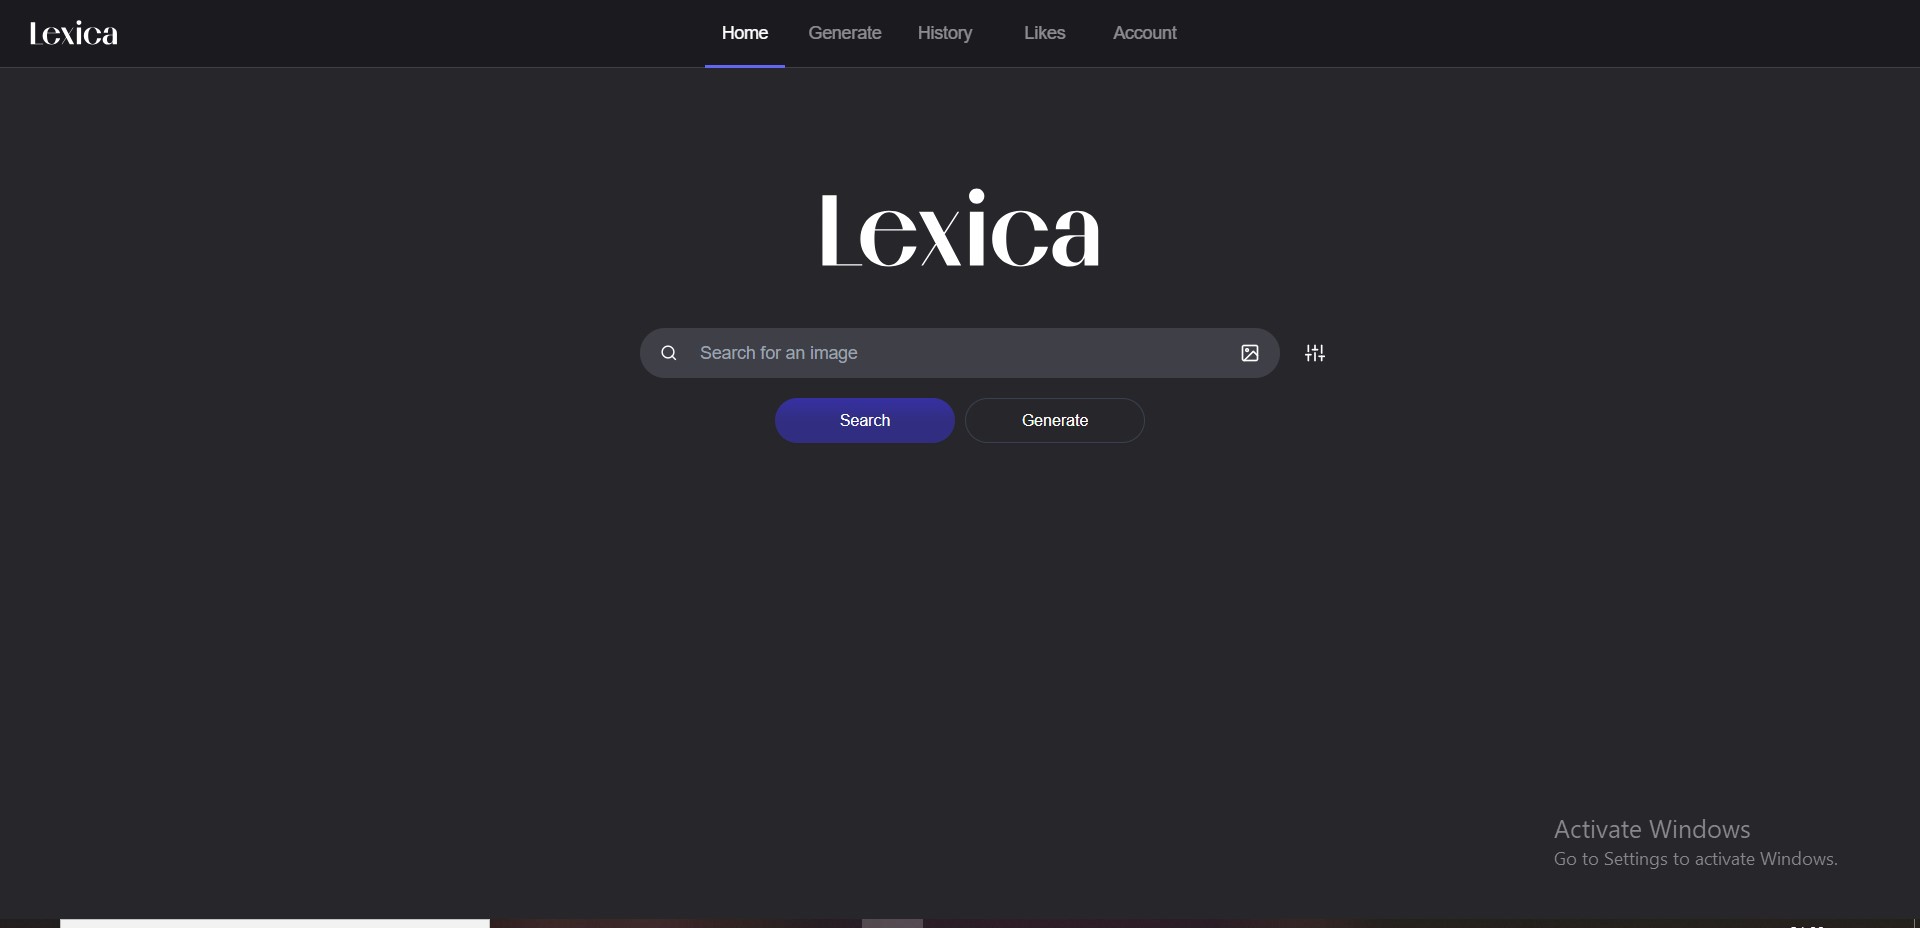 Lexica
Home
Generate
History
Likes
Account
Lexica
Search for an image
Search
Generate
Activate Windows
Go to Settings to activate Windows.